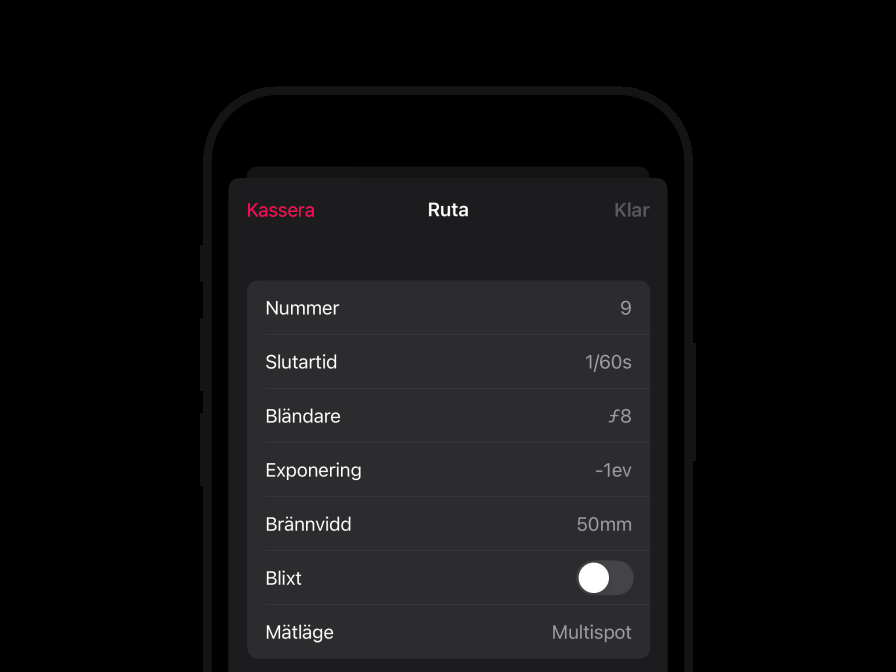 Kassera Ruta Klar
Nummer 9
Slutartid 1/60s
Bländare ƒ8
Exponering -1ev
Brännvidd 50mm
Blixt
Mätläge Multispot